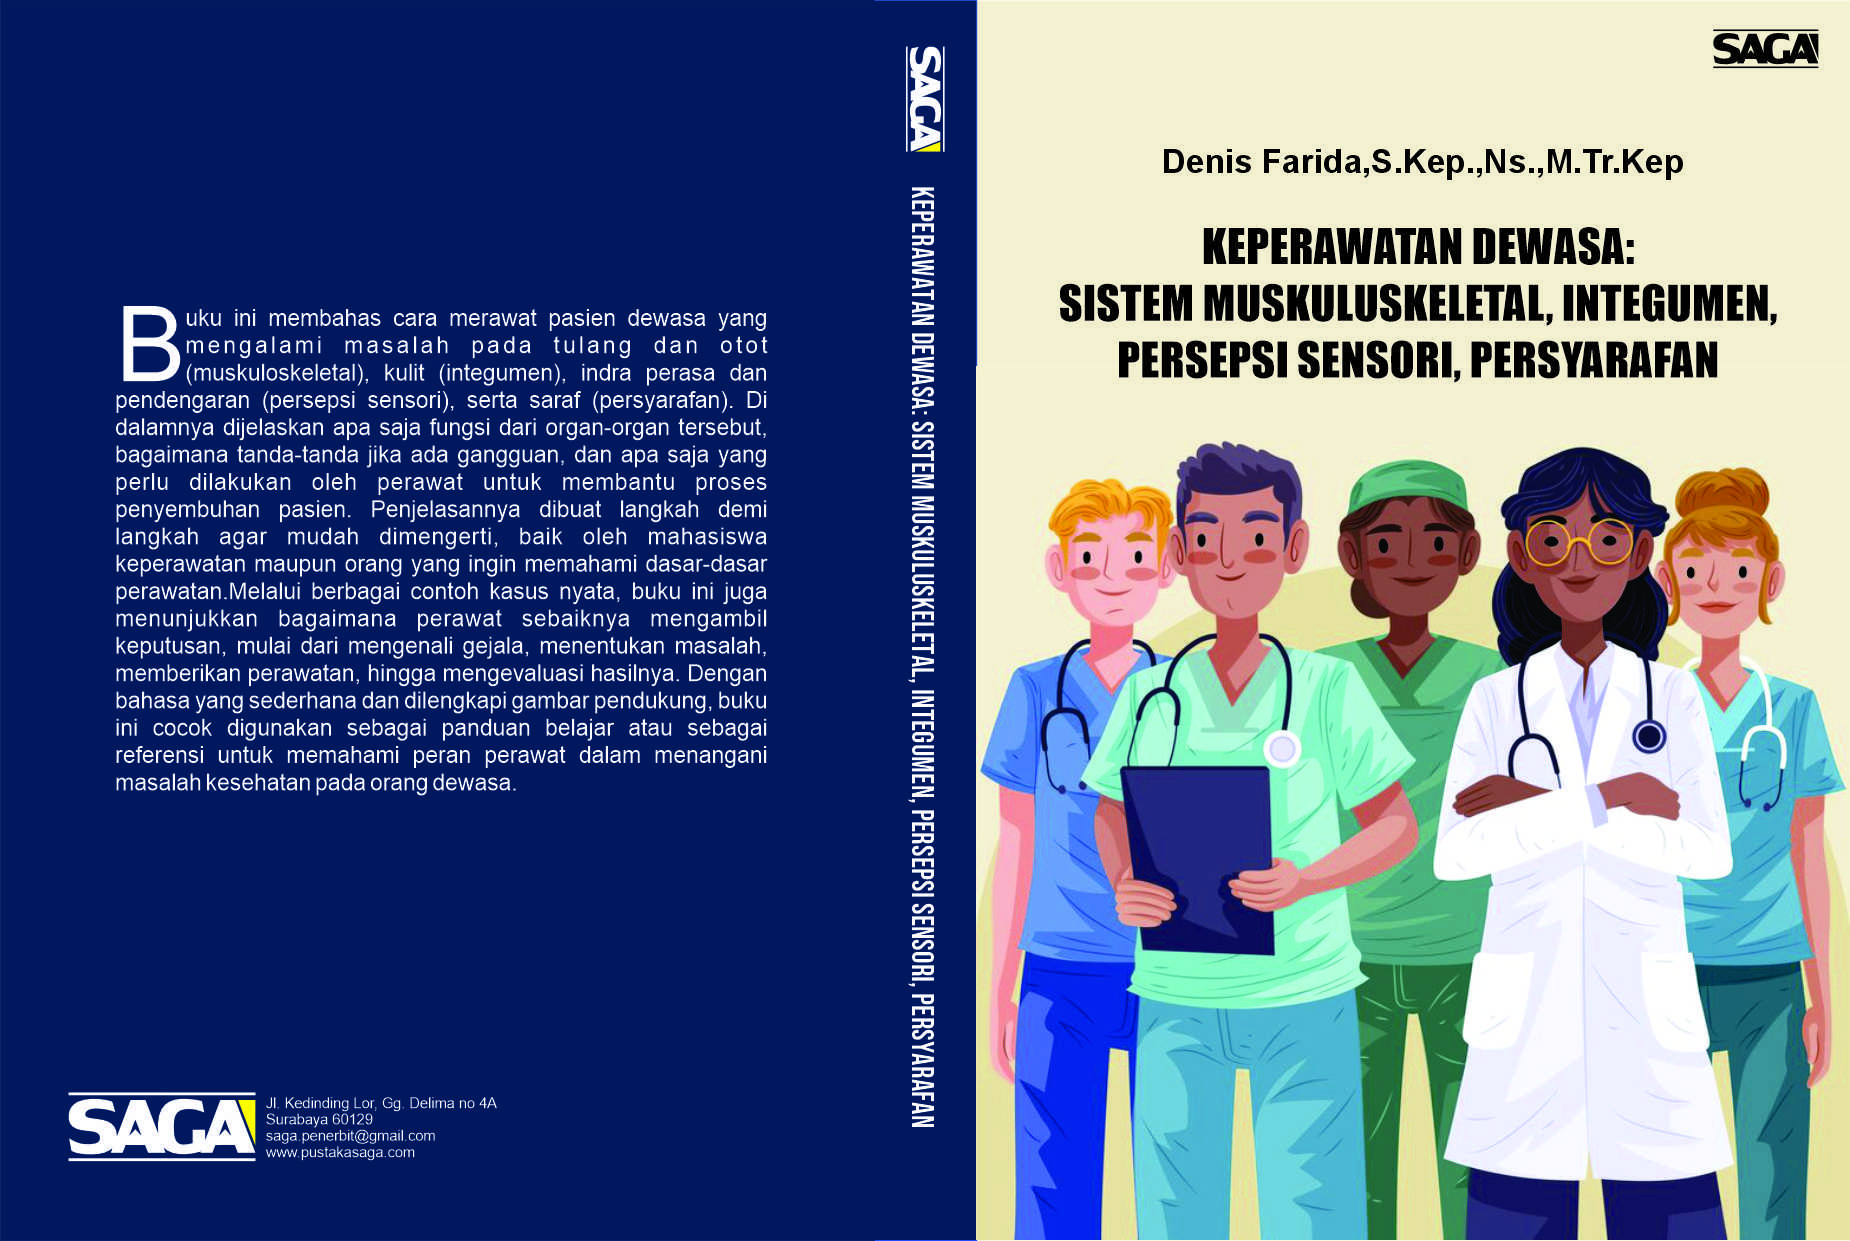 Buku ini membahas cara merawat pasien dewasa yang
mengalami masalah pada tulang dan otot
(muskuloskeletal), kulit (integumen), indra perasa dan
pendengaran (persepsi sensori), serta saraf (persyarafan). Di
dalamnya dijelaskan apa saja fungsi dari organ-organ tersebut,
bagaimana tanda-tanda jika ada gangguan, dan apa saja yang
perlu dilakukan oleh perawat untuk membantu proses
penyembuhan pasien. Penjelasannya dibuat langkah demi
langkah agar mudah dimengerti, baik oleh mahasiswa
keperawatan maupun orang yang ingin memahami dasar-dasar
perawatan.Melalui berbagai contoh kasus nyata, buku ini juga
menunjukkan bagaimana perawat sebaiknya mengambil
keputusan, mulai dari mengenali gejala, menentukan masalah,
memberikan perawatan, hingga mengevaluasi hasilnya. Dengan
bahasa yang sederhana dan dilengkapi gambar pendukung, buku
ini cocok digunakan sebagai panduan belajar atau sebagai
referensi untuk memahami peran perawat dalam menangani
masalah kesehatan pada orang dewasa.
SAGA
Jl. Kedinding Lor, Gg. Delima no 4A
Surabaya 60129
saga.penerbit@gmail.com
www.pustakasaga.com
SAGA
KEPERAWATAN DEWASA: SISTEM MUSKULUSKELETAL, INTEGUMEN, PERSEPSI SENSORI, PERSYARAFAN
SAGA
Denis Farida,S.Kep.,Ns.,M.Tr.Kep
KEPERAWATAN DEWASA:
SISTEM MUSKULUSKELETAL, INTEGUMEN,
PERSEPSI SENSORI, PERSYARAFAN